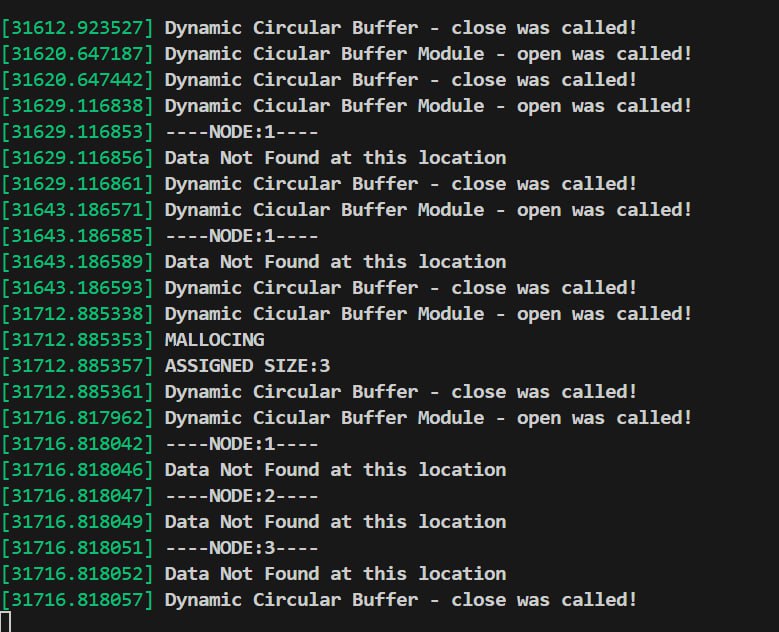 [31612.923527] Dynamic Circular Buffer - close was called!
[31620.647187] Dynamic Cicular Buffer Module - open was called!
[31620.647442] Dynamic Circular Buffer - close was called!
[31629.116838] Dynamic Cicular Buffer Module - open was called!
[31629.116853] ----NODE:1----
[31629.116856] Data Not Found at this location
[31629.116861] Dynamic Circular Buffer - close was called!
[31643.186571] Dynamic Cicular Buffer Module - open was called!
[31643.186585] ----NODE:1----
[31643.186589] Data Not Found at this location
[31643.186593] Dynamic Circular Buffer - close was called!
[31712.885338] Dynamic Cicular Buffer Module - open was called!
[31712.885353] MALLOCING
[31712.885357] ASSIGNED SIZE:3
[31712.885361] Dynamic Circular Buffer - close was called!
[31716.817962] Dynamic Cicular Buffer Module - open was called!
[31716.818042] ----NODE:1----
[31716.818046] Data Not Found at this location
[31716.818047] ----NODE:2----
[31716.818049] Data Not Found at this location
[31716.818051] ----NODE:3----
[31716.818052] Data Not Found at this location
[31716.818057] Dynamic Circular Buffer - close was called!